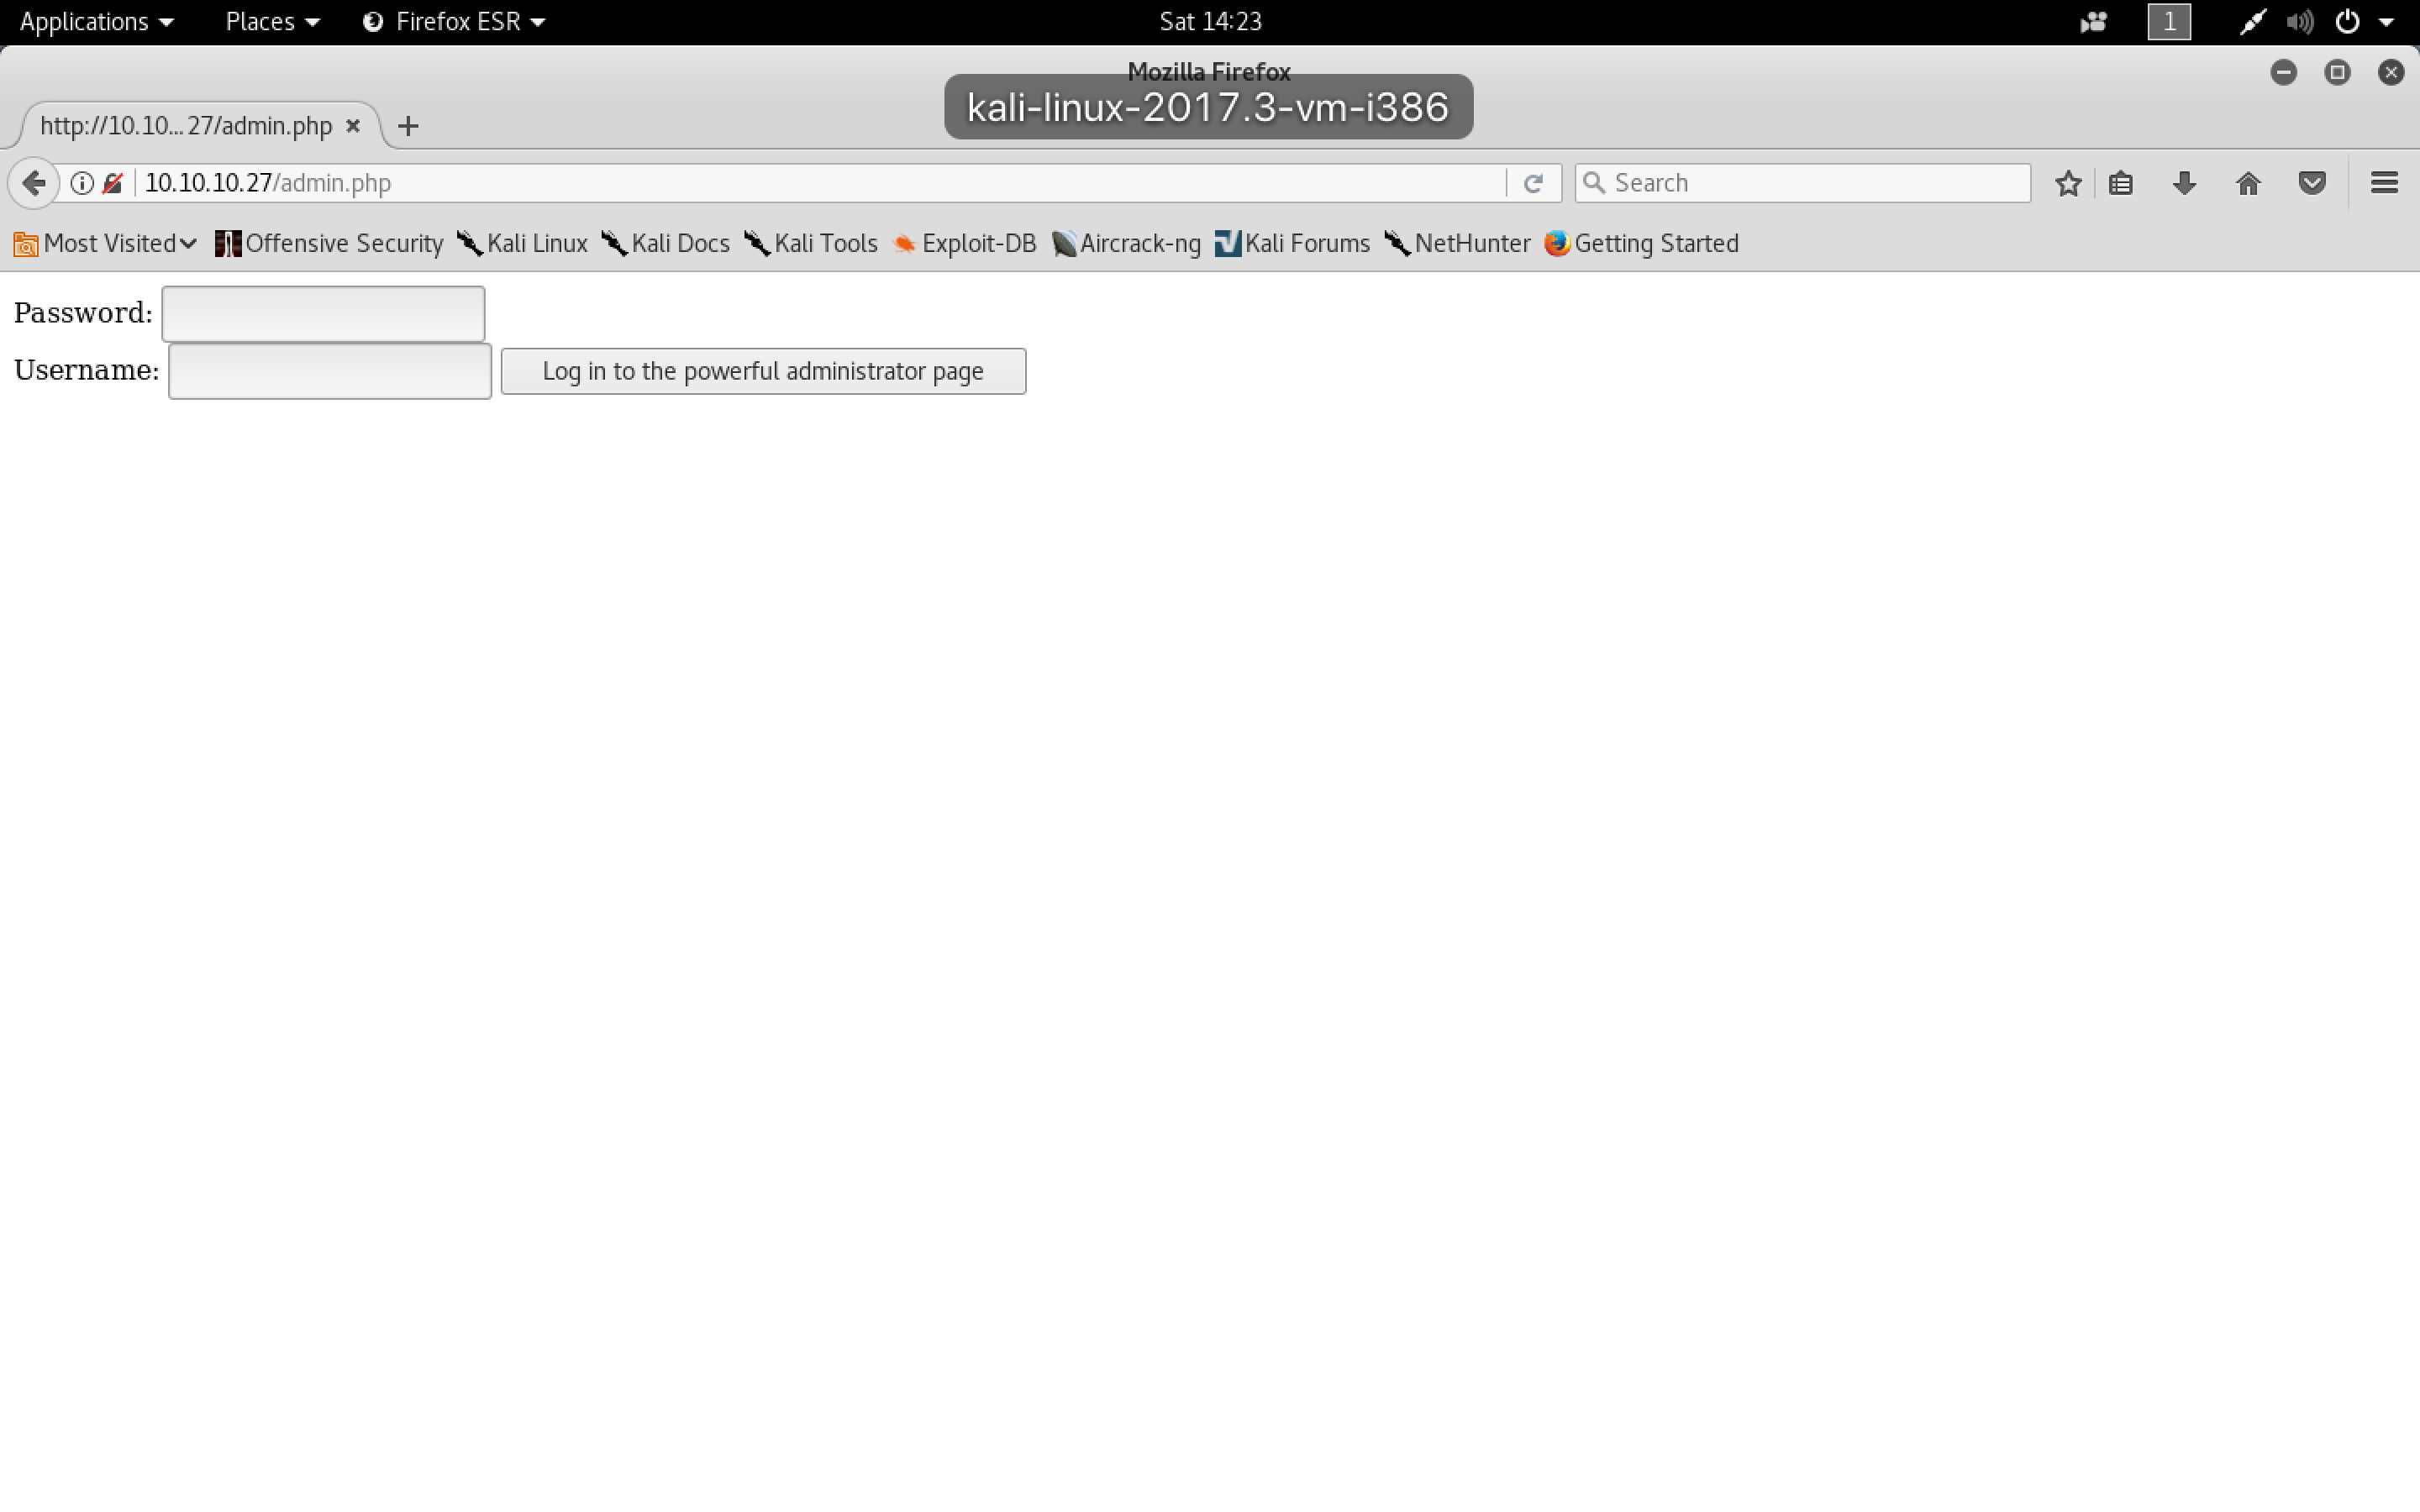 Applications Places Firefox ESR Sat 14:23 1
Mozilla Firefox
kali-linux-2017.3-vm-i386
http://10.10...27/admin.php
10.10.10.27/admin.php Search
Most Visited Offensive Security Kali Linux Kali Docs Kali Tools Exploit-DB Aircrack-ng Kali Forums NetHunter Getting Started
Password:
Username: Log in to the powerful administrator page